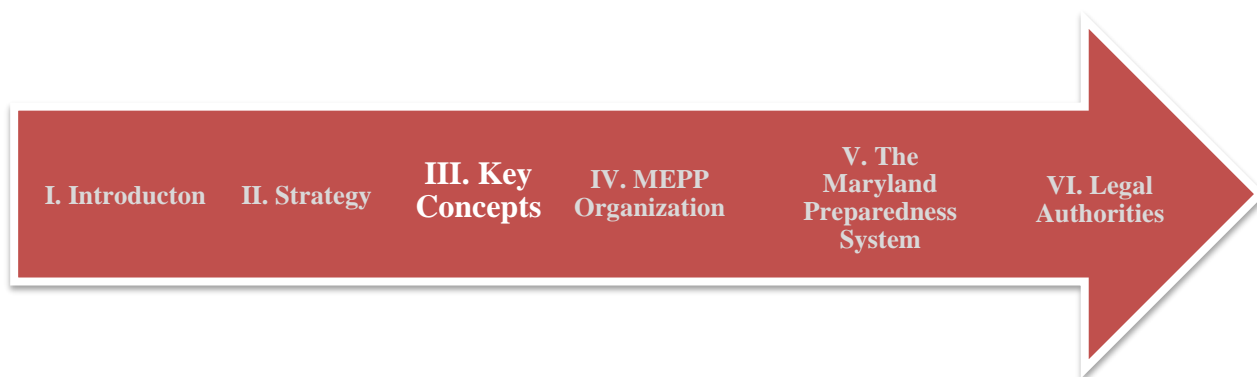 I. Introducton
II. Strategy
III. Key
Concepts
IV. MEPP
Organization
V. The
Maryland
Preparedness
System
VI. Legal
Authorities